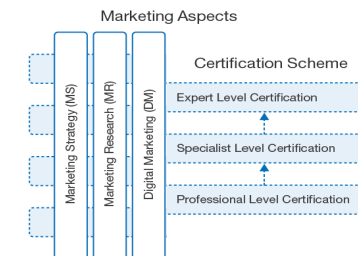 Marketing Aspects
Certification Scheme
Marketing Strategy (MS)
Marketing Research (MR)
Digital Marketing (DM)
Expert Level Certification
Specialist Level Certification
Professional Level Certification